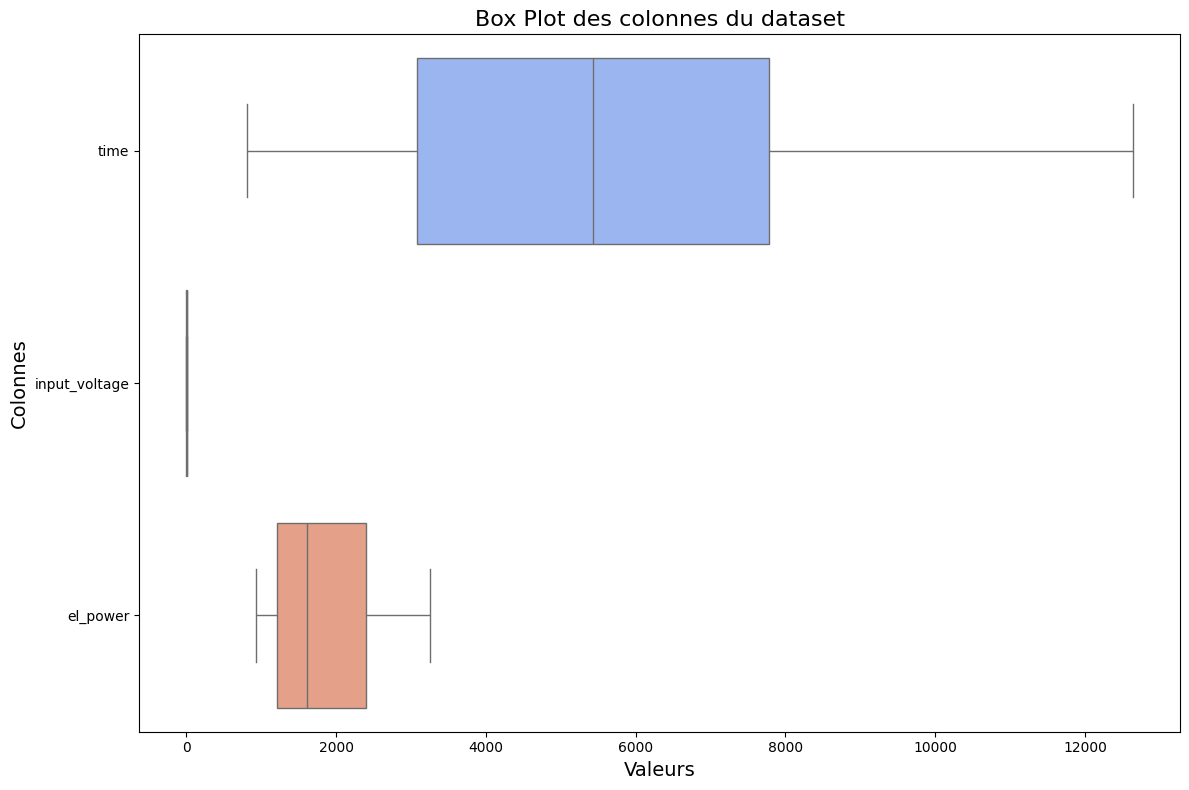 Box Plot des colonnes du dataset
Colonnes
time
input_voltage
el_power
0 2000 4000 6000 8000 10000 12000
Valeurs